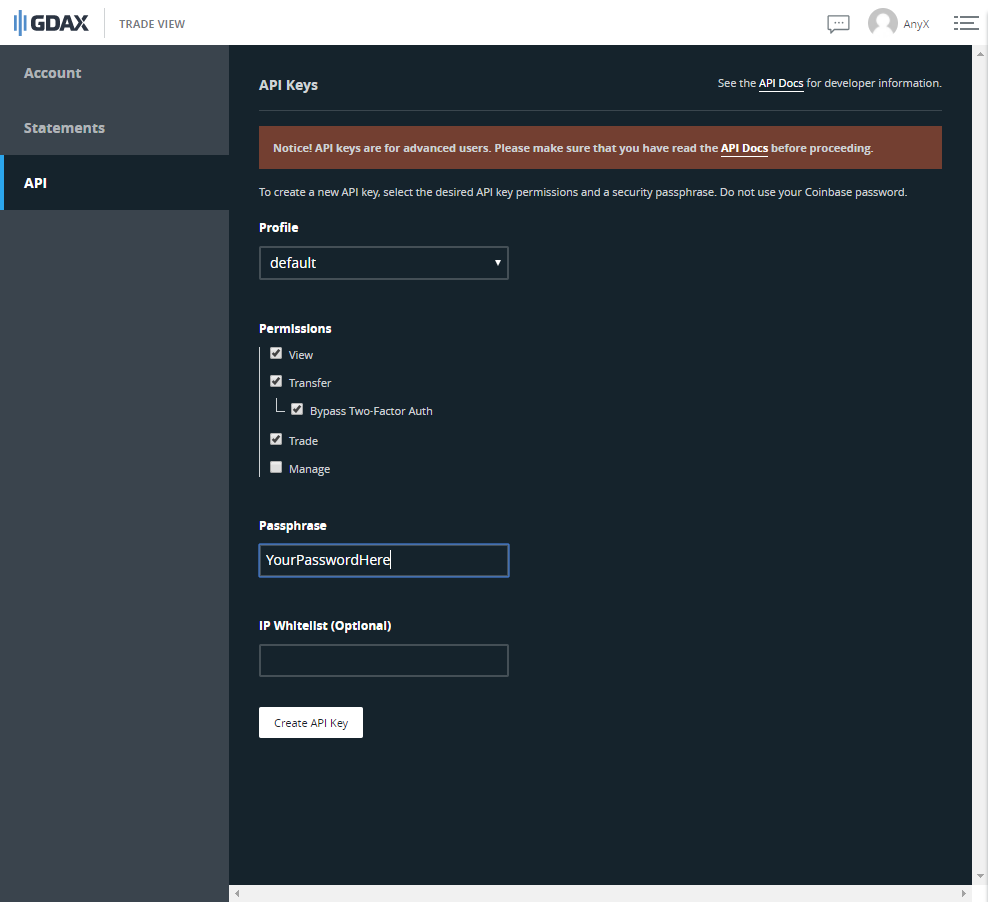 GDAX TRADE VIEW AnyX
Account
Statements
API
API Keys
See the API Docs for developer information.
Notice! API keys are for advanced users. Please make sure that you have read the API Docs before proceeding.
To create a new API key, select the desired API key permissions and a security passphrase. Do not use your Coinbase password.
Profile
default
Permissions
View
Transfer
Bypass Two-Factor Auth
Trade
Manage
Passphrase
YourPasswordHere
IP Whitelist (Optional)
Create API Key